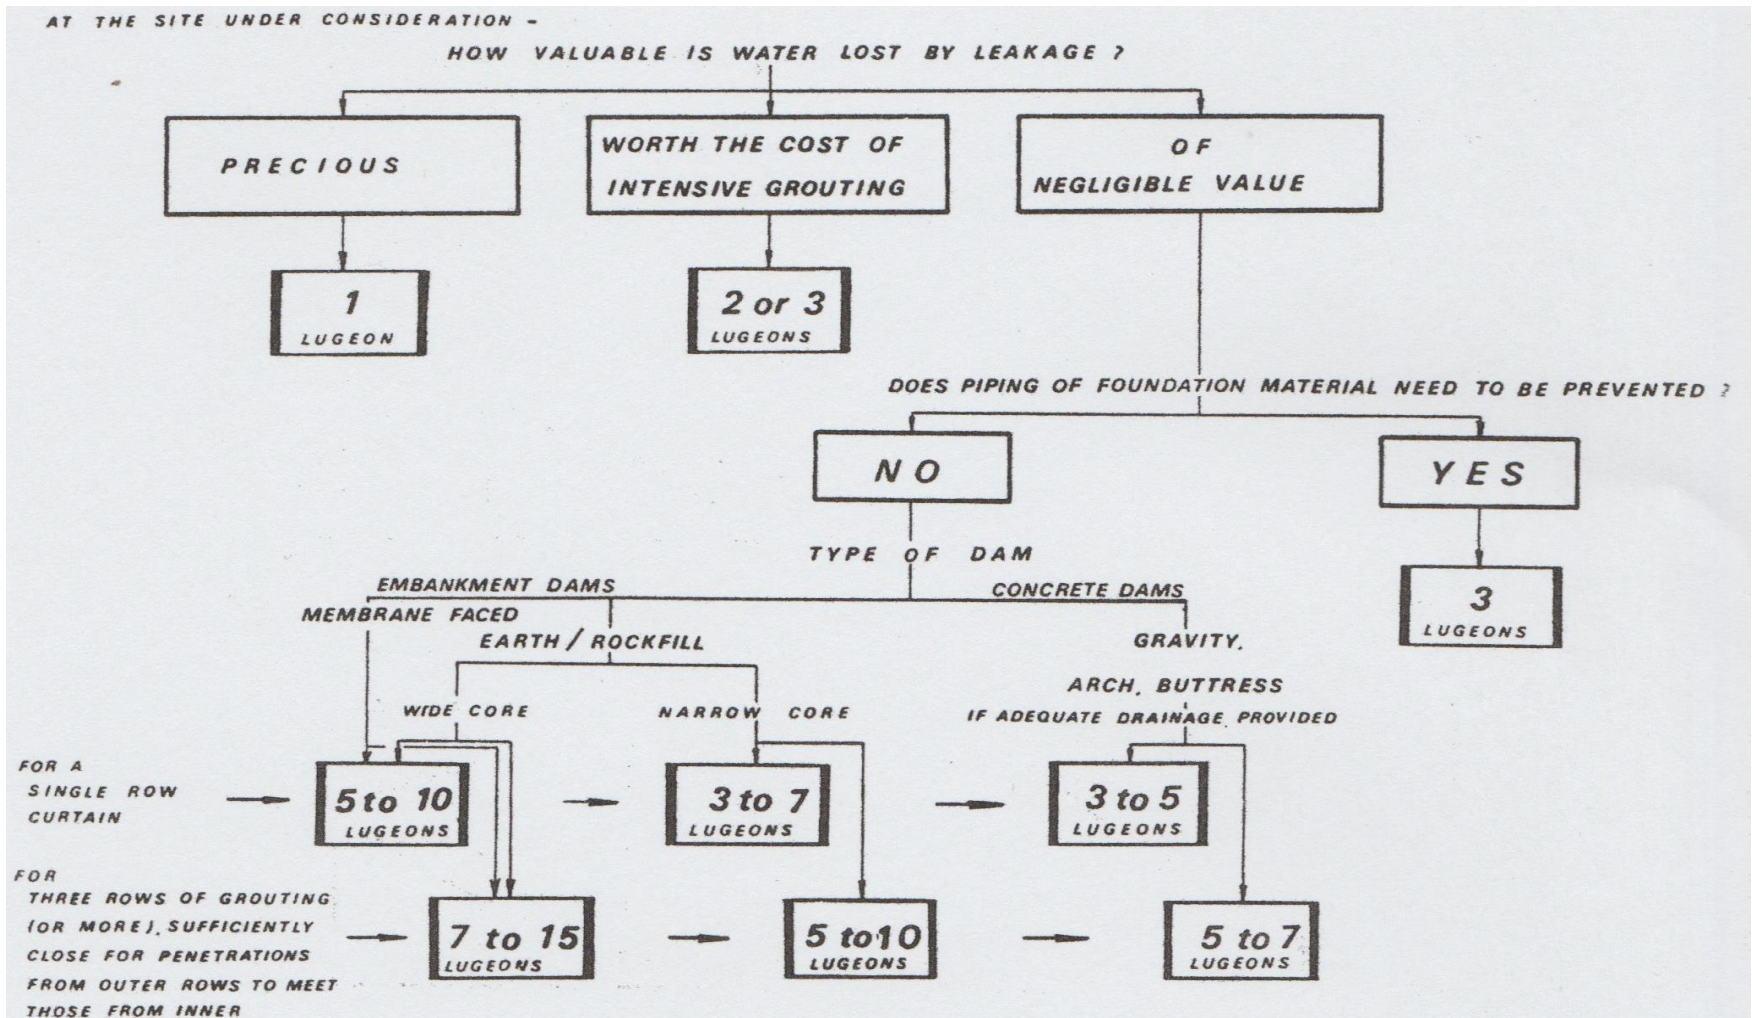 AT THE SITE UNDER CONSIDERATION -
HOW VALUABLE IS WATER LOST BY LEAKAGE ?
PRECIOUS
WORTH THE COST OF
INTENSIVE GROUTING
OF
NEGLIGIBLE VALUE
1
LUGEON
2 or 3
LUGEONS
DOES PIPING OF FOUNDATION MATERIAL NEED TO BE PREVENTED ?
NO
YES
TYPE OF DAM
3
LUGEONS
EMBANKMENT DAMS
CONCRETE DAMS
MEMBRANE FACED
EARTH / ROCKFILL
GRAVITY.
ARCH. BUTTRESS
IF ADEQUATE DRAINAGE PROVIDED
WIDE CORE
NARROW CORE
FOR A
SINGLE ROW
CURTAIN
5 to 10
LUGEONS
3 to 7
LUGEONS
3 to 5
LUGEONS
FOR
THREE ROWS OF GROUTING
(OR MORE), SUFFICIENTLY
CLOSE FOR PENETRATIONS
FROM OUTER ROWS TO MEET
THOSE FROM INNER
7 to 15
LUGEONS
5 to 10
LUGEONS
5 to 7
LUGEONS